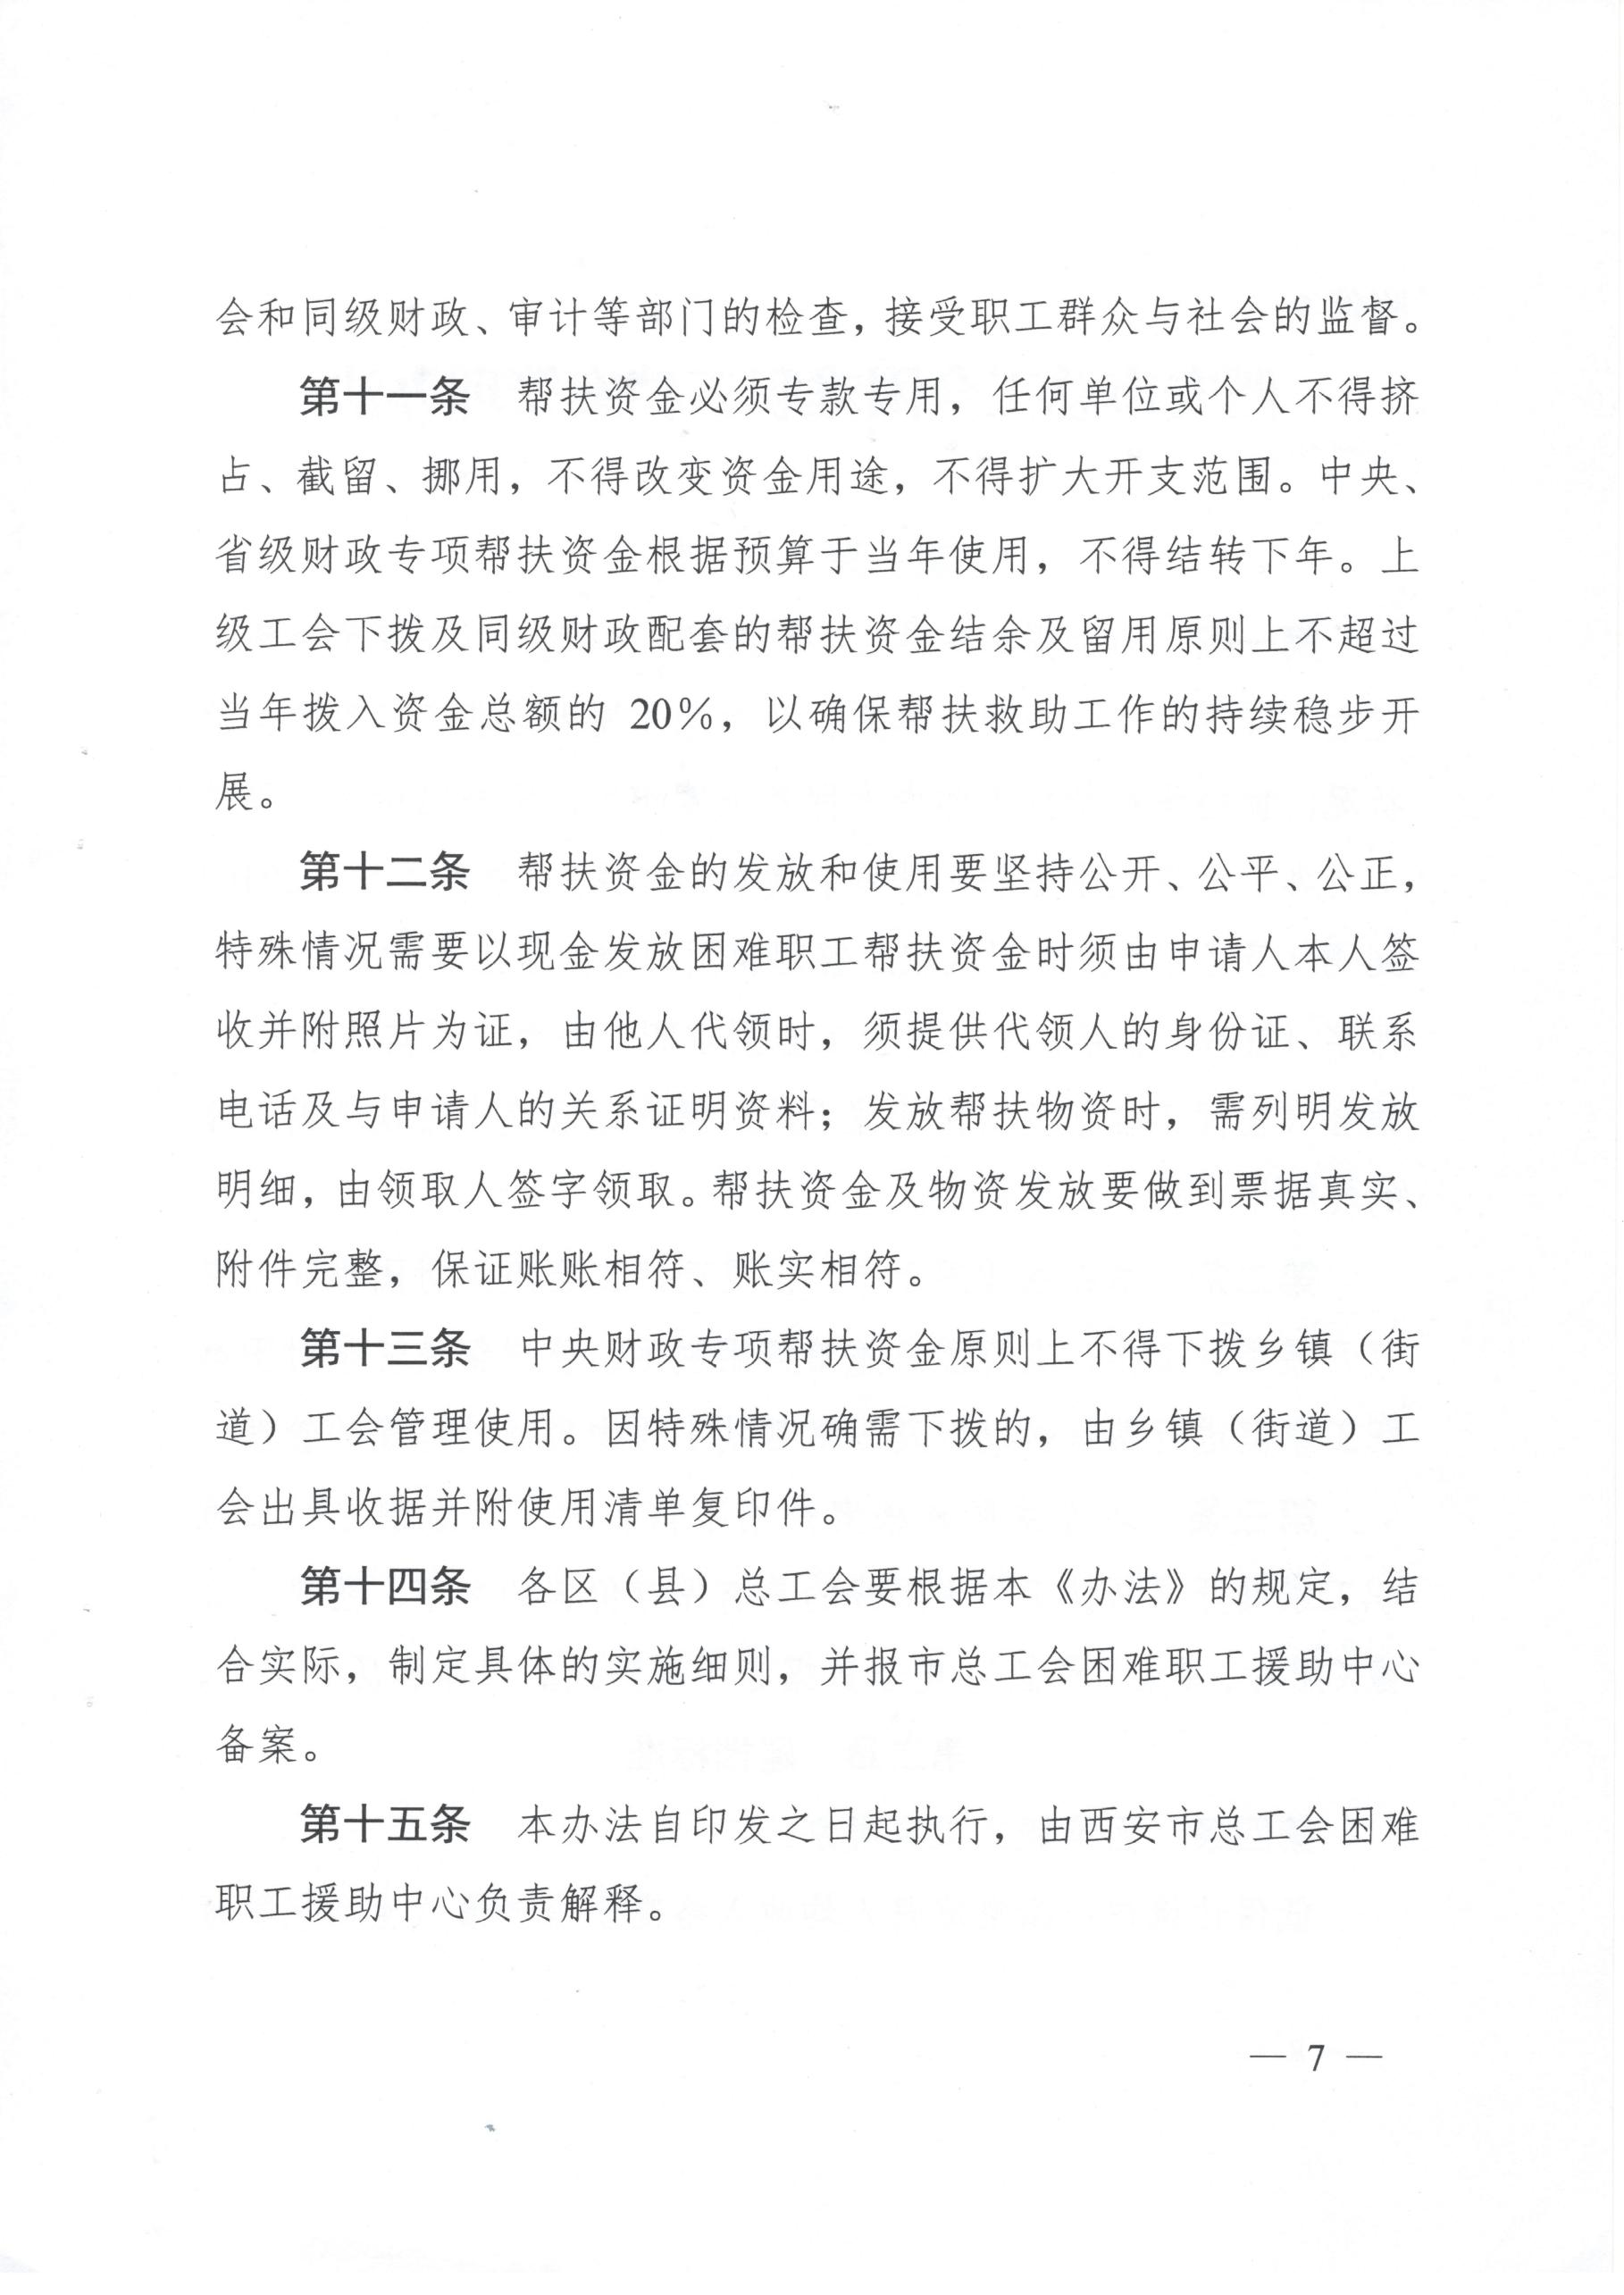 会和同级财政、审计等部门的检查，接受职工群众与社会的监督。
第十一条 帮扶资金必须专款专用，任何单位或个人不得挤
占、截留、挪用，不得改变资金用途，不得扩大开支范围。中央、
省级财政专项帮扶资金根据预算于当年使用，不得结转下年。上
级工会下拨及同级财政配套的帮扶资金结余及留用原则上不超过
当年拨入资金总额的 20%，以确保帮扶救助工作的持续稳步开
展。
第十二条 帮扶资金的发放和使用要坚持公开、公平、公正，
特殊情况需要以现金发放困难职工帮扶资金时须由申请人本人签
收并附照片为证，由他人代领时，须提供代领人的身份证、联系
电话及与申请人的关系证明资料；发放帮扶物资时，需列明发放
明细，由领取人签字领取。帮扶资金及物资发放要做到票据真实、
附件完整，保证账账相符、账实相符。
第十三条 中央财政专项帮扶资金原则上不得下拨乡镇（街
道）工会管理使用。因特殊情况确需下拨的，由乡镇（街道）工
会出具收据并附使用清单复印件。
第十四条 各区（县）总工会要根据本《办法》的规定，结
合实际，制定具体的实施细则，并报市总工会困难职工援助中心
备案。
第十五条 本办法自印发之日起执行，由西安市总工会困难
职工援助中心负责解释。
— 7 —